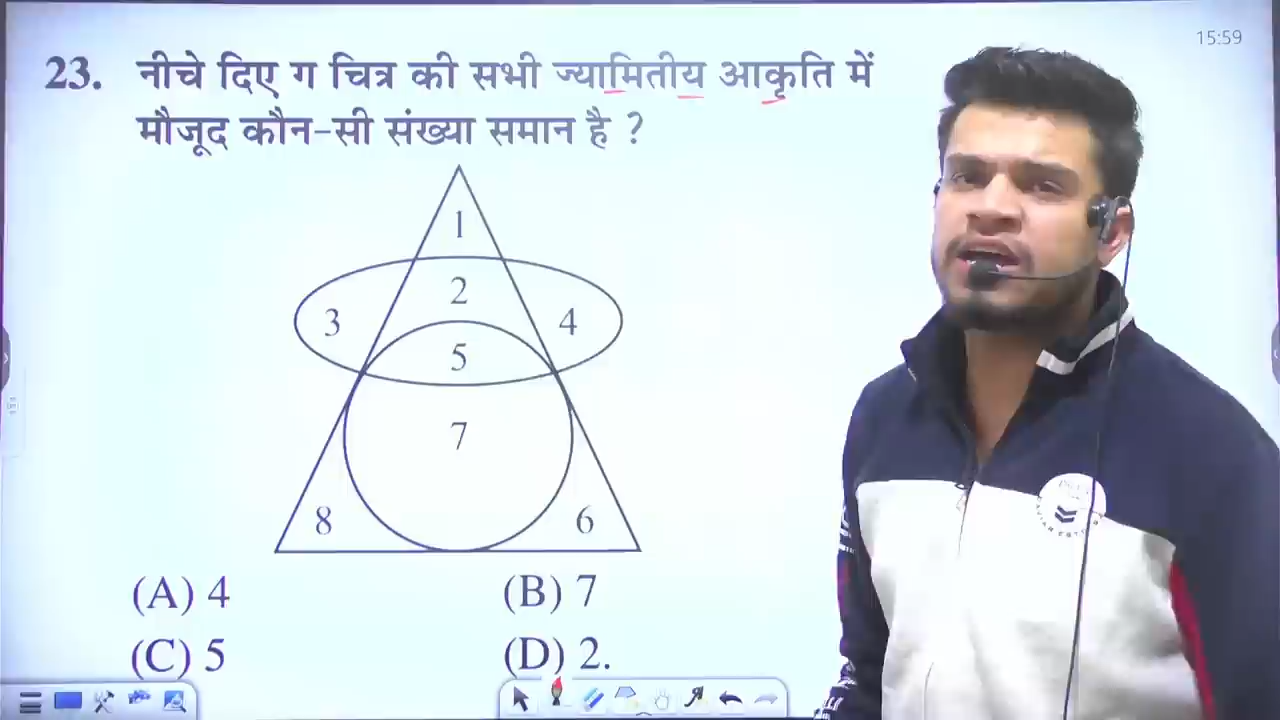 15:59
23. नीचे दिए ग चित्र की सभी ज्यामितीय आकृति में
मौजूद कौन-सी संख्या समान है ?
1
2
3
4
5
7
8
6
(A) 4
(B) 7
(C) 5
(D) 2.